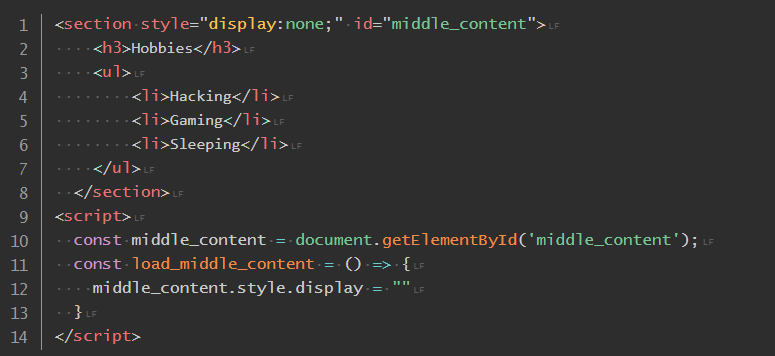 1 <section style="display:none;" id="middle_content">LF
2 ····<h3>Hobbies</h3>LF
3 ····<ul>LF
4 ········<li>Hacking</li>LF
5 ········<li>Gaming</li>LF
6 ········<li>Sleeping</li>LF
7 ····</ul>LF
8 ··</section>LF
9 <script>LF
10 ··const middle_content = document.getElementById('middle_content');LF
11 ··const load_middle_content = () => {LF
12 ····middle_content.style.display = ""LF
13 ··}LF
14 </script>